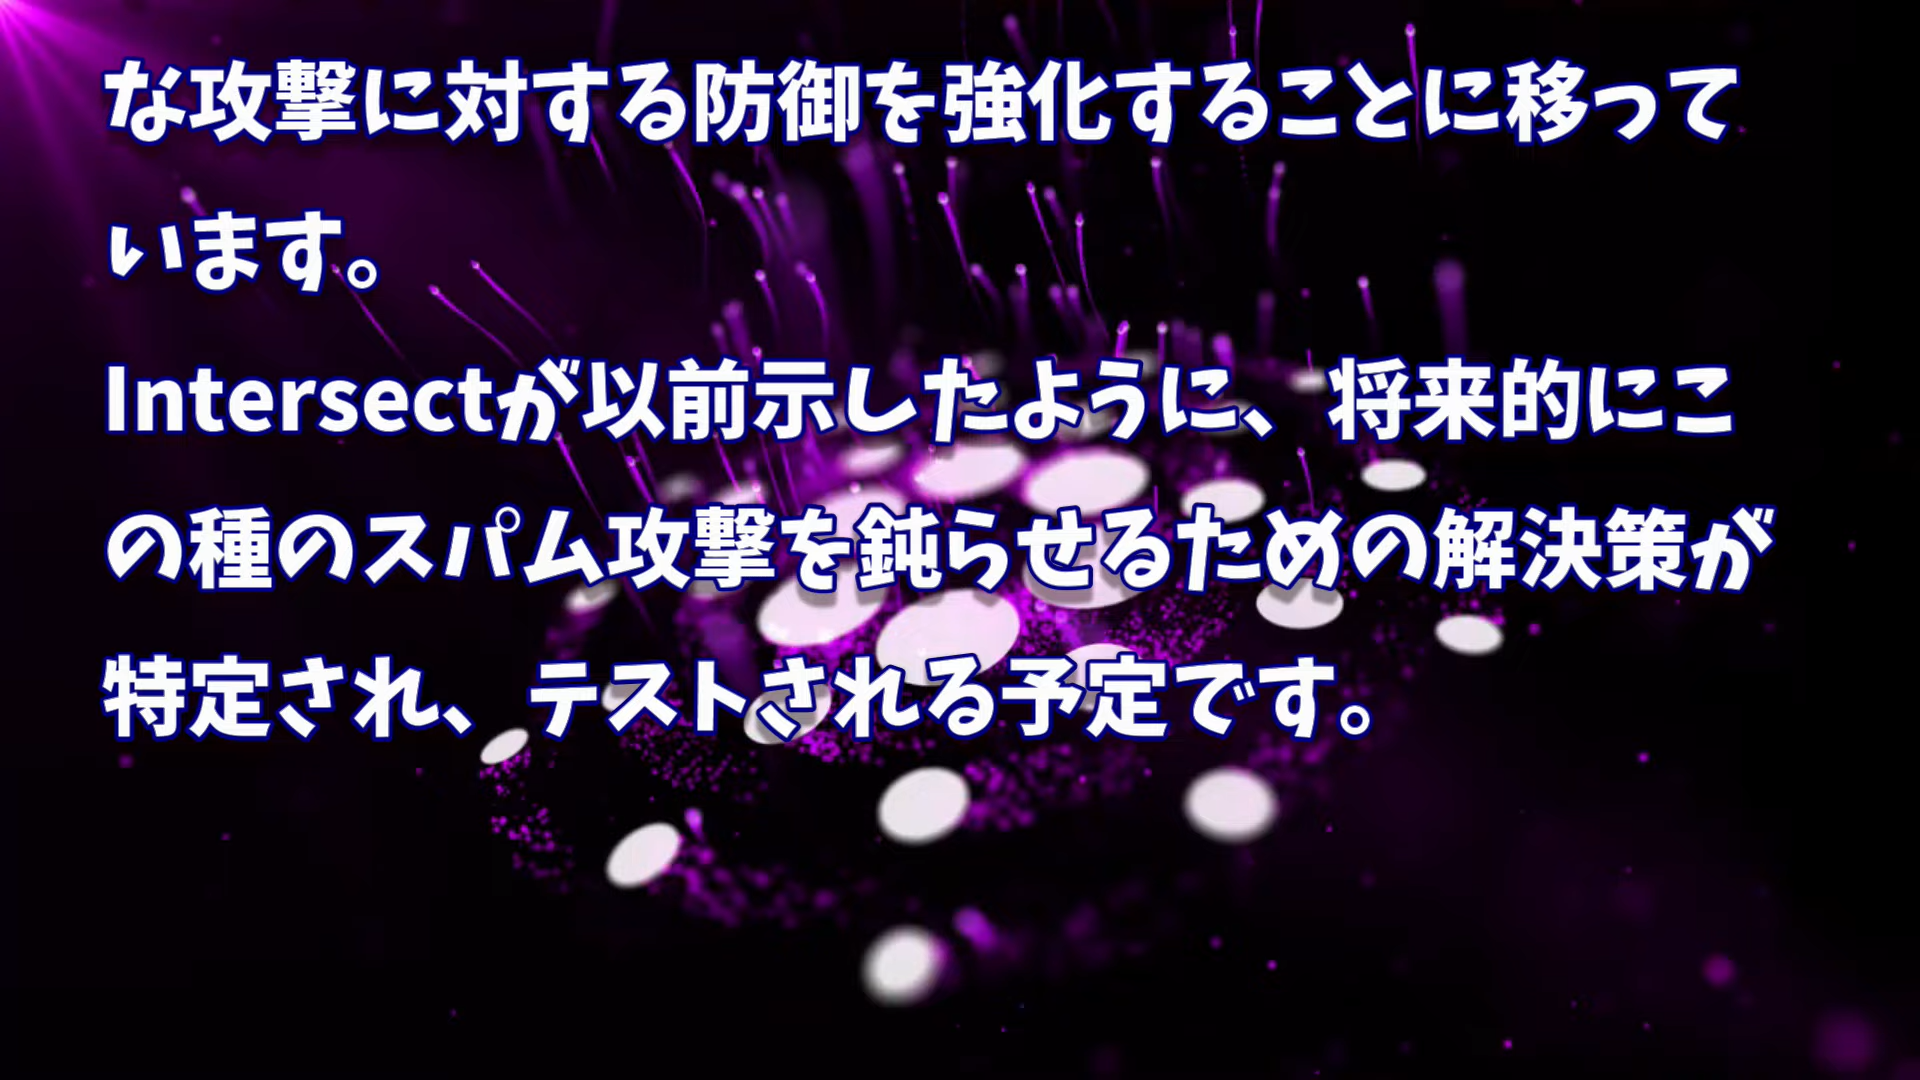 な攻撃に対する防御を強化することに移って
います。
Intersectが以前示したように、将来的にこ
の種のスパム攻撃を鈍らせるための解決策が
特定され、テストされる予定です。